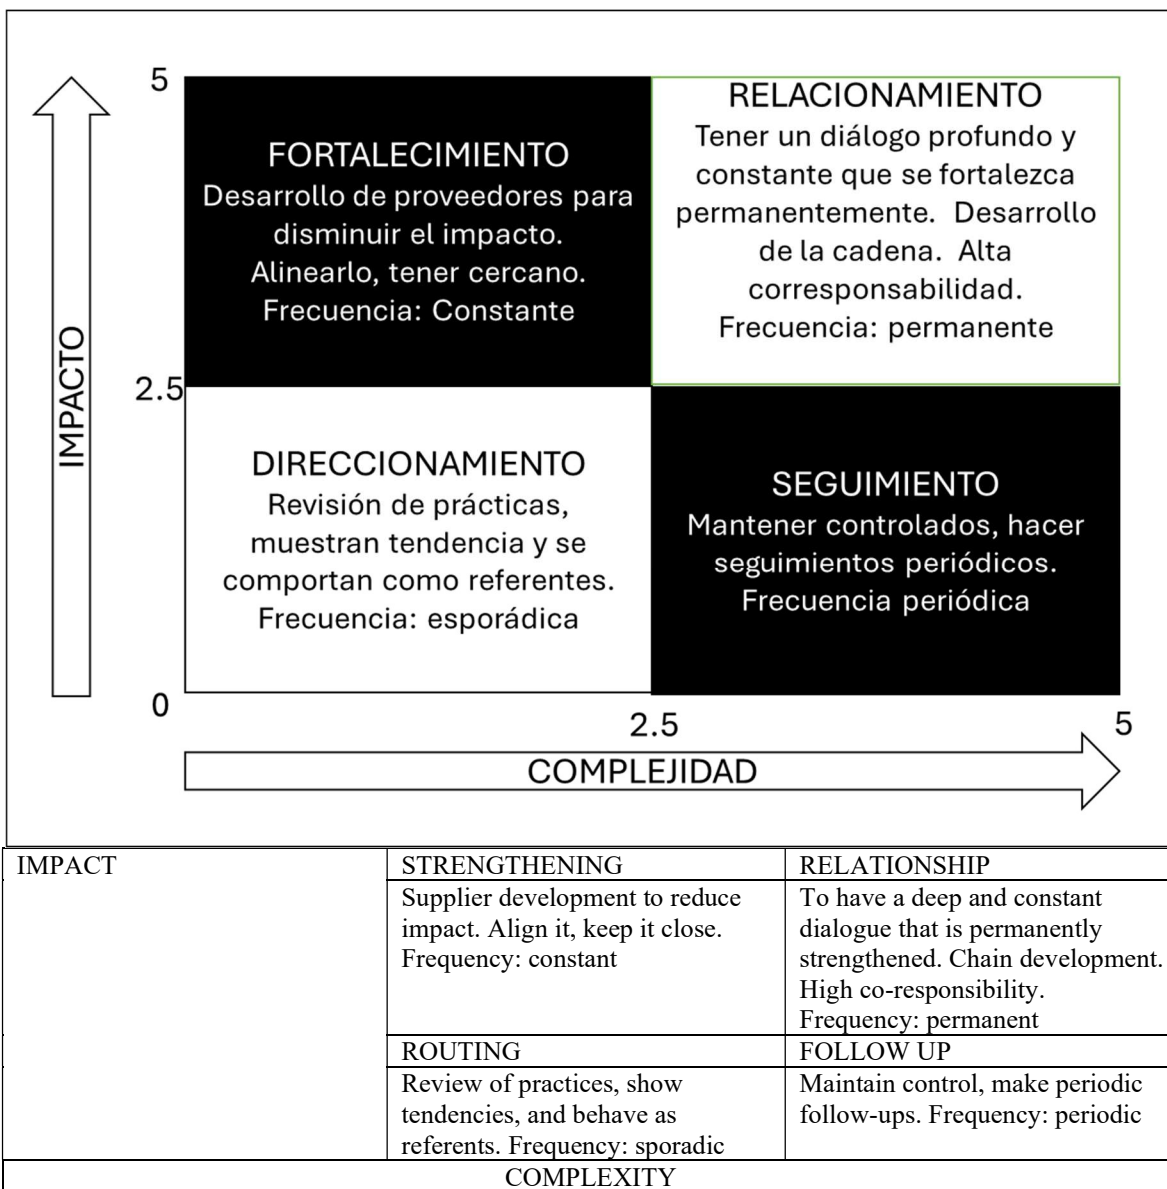 5
FORTALECIMIENTO
Desarrollo de proveedores para
disminuir el impacto.
Alinearlo, tener cercano.
Frecuencia: Constante
RELACIONAMIENTO
Tener un diálogo profundo y
constante que se fortalezca
permanentemente.  Desarrollo
de la cadena.  Alta
corresponsabilidad.
Frecuencia: permanente
IMPACTO
2.5
DIRECCIONAMIENTO
Revisión de prácticas,
muestran tendencia y se
comportan como referentes.
Frecuencia: esporádica
SEGUIMIENTO
Mantener controlados, hacer
seguimientos periódicos.
Frecuencia periódica
0
2.5
5
COMPLEJIDAD
IMPACT
STRENGTHENING
RELATIONSHIP
Supplier development to reduce
impact. Align it, keep it close.
Frequency: constant
To have a deep and constant
dialogue that is permanently
strengthened. Chain development.
High co-responsibility.
Frequency: permanent
ROUTING
FOLLOW UP
Review of practices, show
tendencies, and behave as
referents. Frequency: sporadic
Maintain control, make periodic
follow-ups. Frequency: periodic
COMPLEXITY